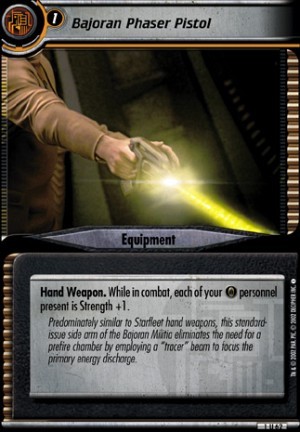 1 Bajoran Phaser Pistol
Equipment
Hand Weapon. While in combat, each of your personnel
present is Strength +1.
Predominately similar to Starfleet hand weapons, this standard-
issue side arm of the Bajoran Militia eliminates the need for a
prefire chamber by employing a "tracer" beam to focus the
primary energy discharge.
1 U 62